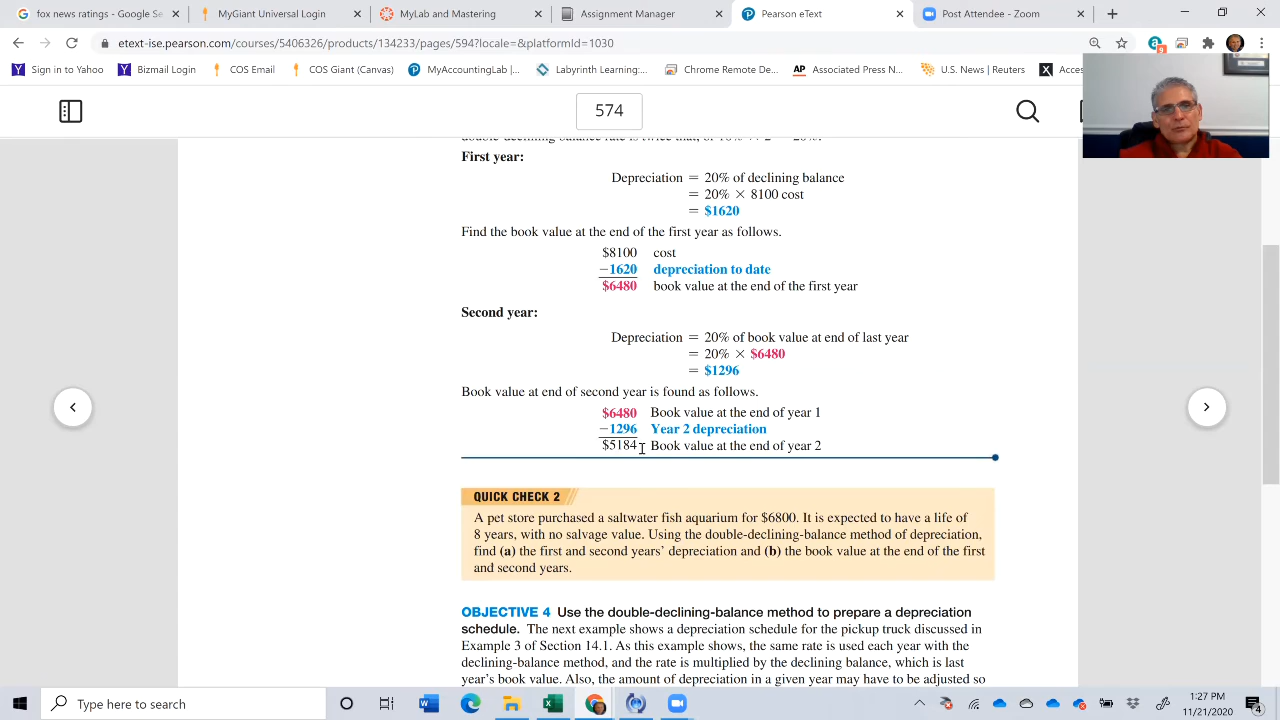 news - Google Se
MyGiant Universal Login
MyLab and Mastering
Assignment Manager
Pearson eText
Post Attendee - Zoom
etext-ise.pearson.com/courses/5406326/products/134233/pages/594?locale=&platformId=1030
Sign in to Yahoo
Bizmail Login
COS Email
MyAccountingLab |...
Labyrinth Learning:...
Chrome Remote De...
AP Associated Press N...
U.S. News | Reuters
574
First year:
Depreciation = 20% of declining balance
= 20% × 8100 cost
= $1620
Find the book value at the end of the first year as follows.
$8100 cost
−1620 depreciation to date
$6480 book value at the end of the first year
Second year:
Depreciation = 20% of book value at end of last year
= 20% × $6480
= $1296
Book value at end of second year is found as follows.
$6480 Book value at the end of year 1
−1296 Year 2 depreciation
$5184 Book value at the end of year 2
QUICK CHECK 2
A pet store purchased a saltwater fish aquarium for $6800. It is expected to have a life of
8 years, with no salvage value. Using the double-declining-balance method of depreciation,
find (a) the first and second years’ depreciation and (b) the book value at the end of the first
and second years.
OBJECTIVE 4 Use the double-declining-balance method to prepare a depreciation
schedule. The next example shows a depreciation schedule for the pickup truck discussed in
Example 3 of Section 14.1. As this example shows, the same rate is used each year with the
declining-balance method, and the rate is multiplied by the declining balance, which is last
year’s book value. Also, the amount of depreciation in a given year may have to be adjusted so
Type here to search
1:27 PM
11/21/2020